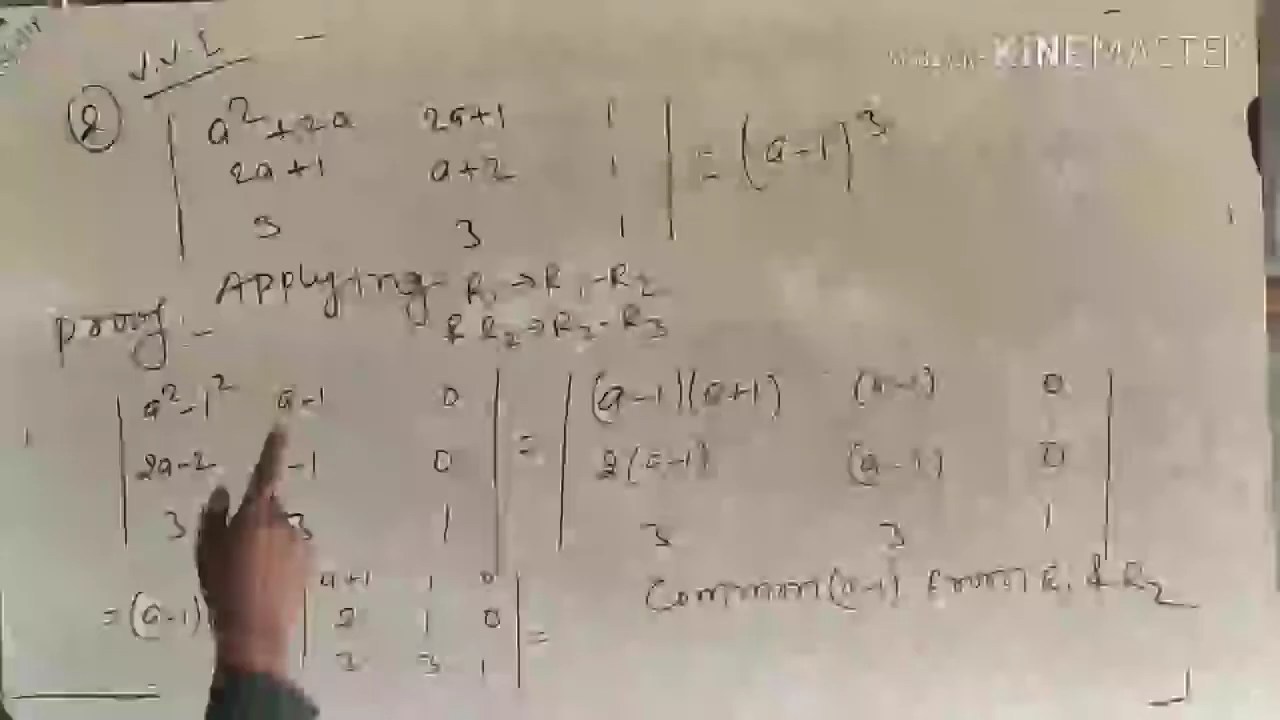 V.V.I
KINEMASTER
② | a²+2a 2a+1 1 | = (a-1)³
| 2a+1 a+2 1 |
| 3 3 1 |
Applying R₁→R₁-R₂
Proof:- & R₂→R₂-R₃
| a²-1² a-1 0 | = | (a-1)(a+1) (a-1) 0 |
| 2a-2 -1 0 | | 2(a-1) (a-1) 0 |
| 3 3 1 | | 3 3 1 |
Common (a-1) from R₁ & R₂
= (a-1) | a+1 1 0 | =
| 2 1 0 |
| 3 3 1 |